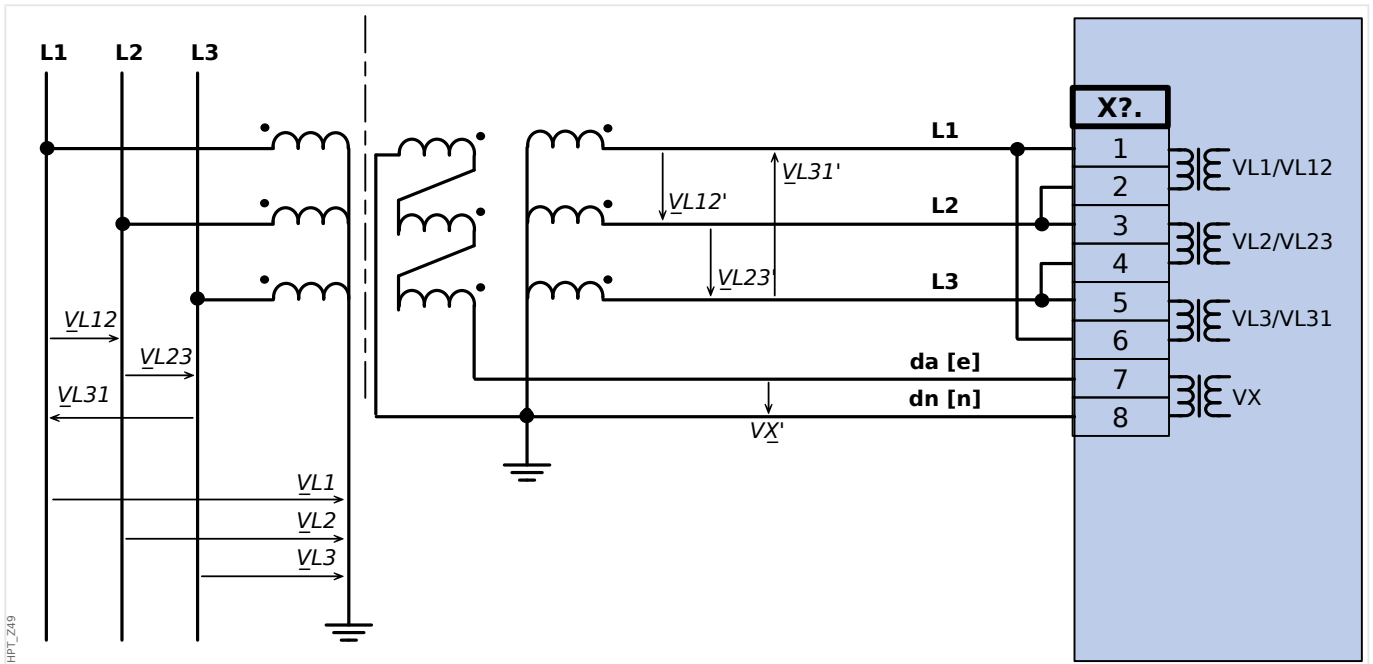 L1 L2 L3
X?.
L1
1
VL1/VL12
VL31'
2
VL12'
L2
3
VL2/VL23
4
VL23'
L3
5
VL3/VL31
VL12
6
VL23
da [e]
7
VL31
dn [n]
VX
8
VX'
VL1
VL2
VL3
HPT_Z49